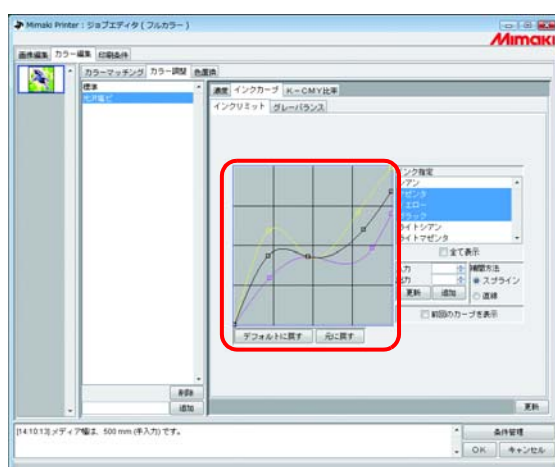 Mimaki Printer : ジョブエディタ ( フルカラー )
Mimaki
画像編集 カラー編集 印刷条件
カラーマッチング カラー調整 色置換
標準
光沢塩ビ
濃度 インクカーブ K-CMY比率
インクリミット グレーバランス
インク指定
シアン
マゼンタ
イエロー
ブラック
ライトシアン
ライトマゼンタ
全て表示
入力
出力
補間方法
スプライン
直線
更新 追加
前回のカーブを表示
デフォルトに戻す 元に戻す
削除
追加
更新
[14:10:13] メディア幅は、500 mm (手入力) です。
条件管理
OK キャンセル